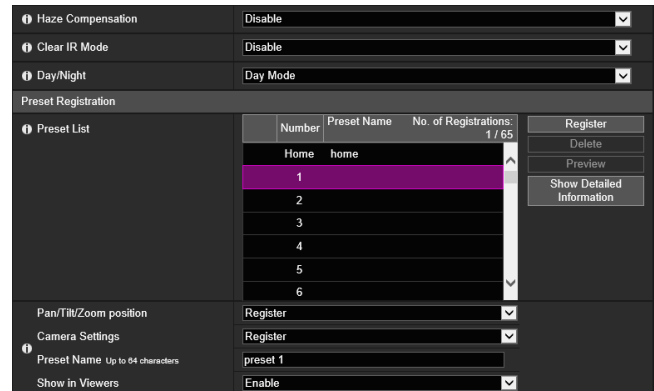 Haze Compensation Disable
Clear IR Mode Disable
Day/Night Day Mode
Preset Registration
Preset List
Number Preset Name No. of Registrations: 1 / 65
Home home
1
2
3
4
5
6
Register
Delete
Preview
Show Detailed
Information
Pan/Tilt/Zoom position Register
Camera Settings Register
Preset Name Up to 64 characters preset 1
Show in Viewers Enable